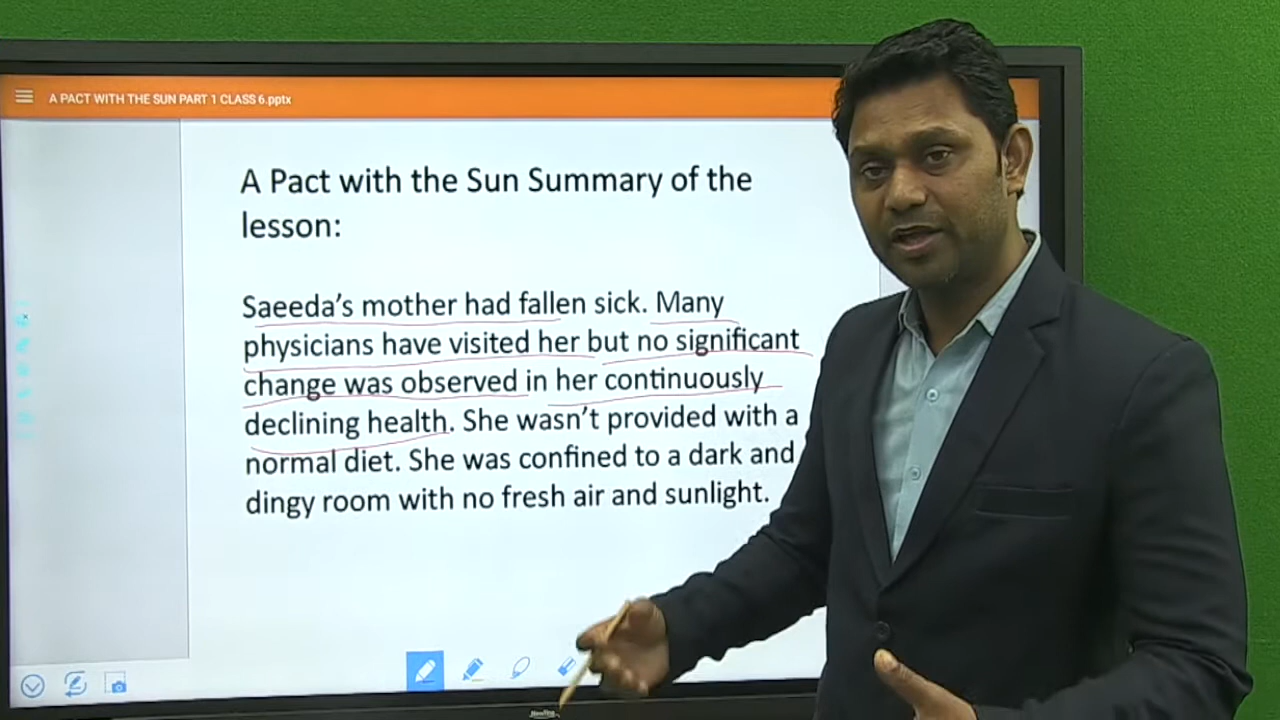 A PACT WITH THE SUN PART 1 CLASS 6.pptx
A Pact with the Sun Summary of the
lesson:
Saeeda's mother had fallen sick. Many
physicians have visited her but no significant
change was observed in her continuously
declining health. She wasn't provided with a
normal diet. She was confined to a dark and
dingy room with no fresh air and sunlight.